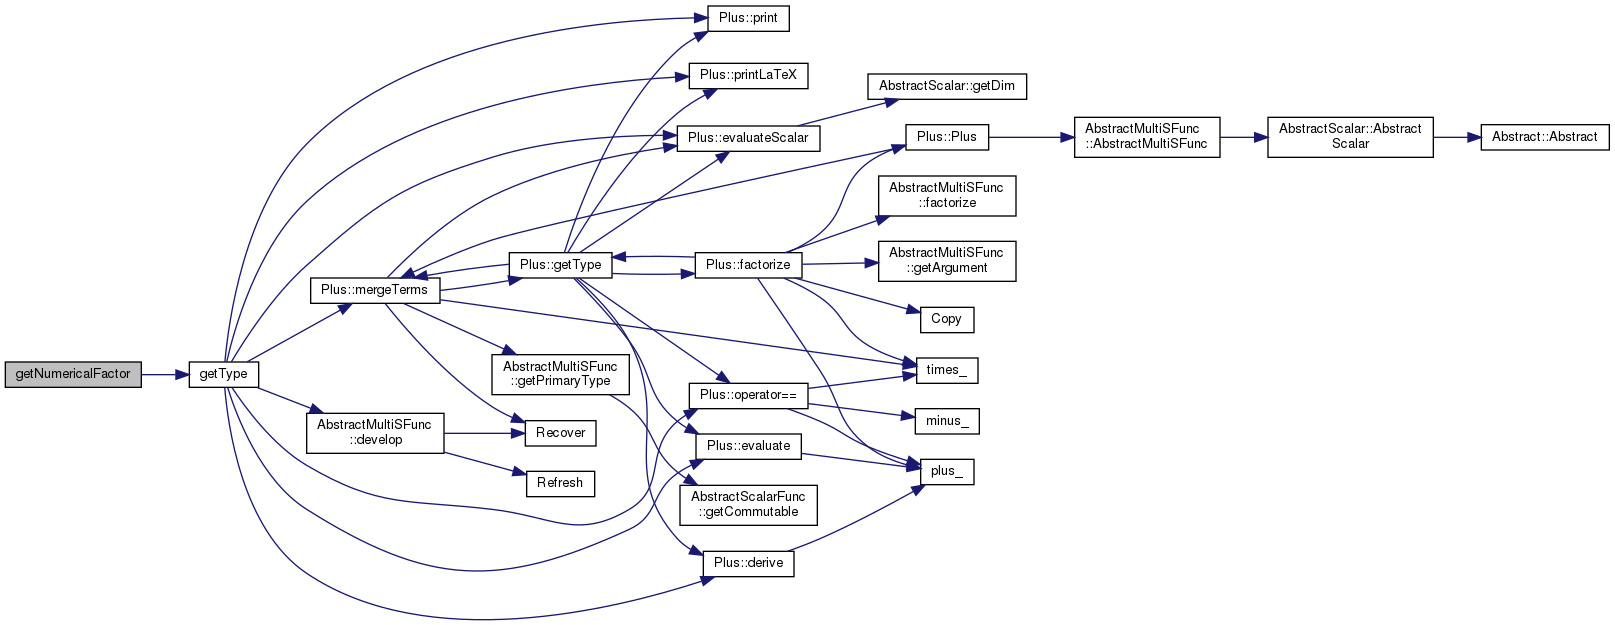 Plus::print
Plus::printLaTeX
AbstractScalar::getDim
Plus::evaluateScalar
Plus::Plus
AbstractMultiSFunc
::AbstractMultiSFunc
AbstractScalar::Abstract
Scalar
Abstract::Abstract
AbstractMultiSFunc
::factorize
Plus::getType
Plus::factorize
AbstractMultiSFunc
::getArgument
Plus::mergeTerms
Copy
getNumericalFactor
getType
AbstractMultiSFunc
::getPrimaryType
times_
Plus::operator==
minus_
AbstractMultiSFunc
::develop
Recover
Plus::evaluate
plus_
Refresh
AbstractScalarFunc
::getCommutable
Plus::derive